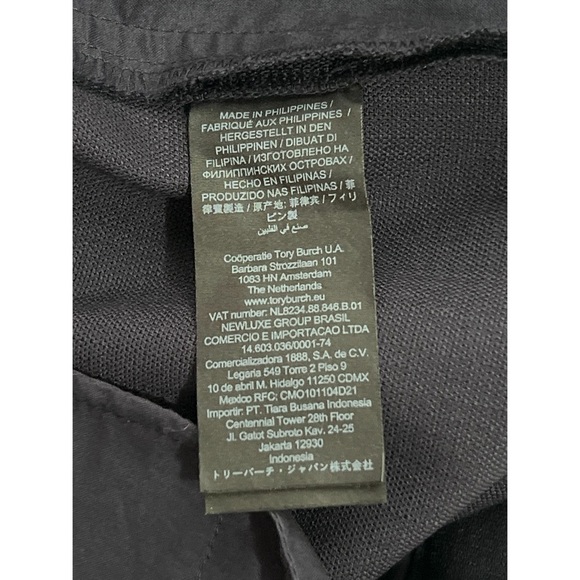 MADE IN PHILIPPINES /
FABRIQUÉ AUX PHILIPPINES /
HERGESTELLT IN DEN
PHILIPPINEN / DIBUAT DI
FILIPINA / ИЗГОТОВЛЕНО НА
ФИЛИППИНСКИХ ОСТРОВАХ /
HECHO EN FILIPINAS /
PRODUZIDO NAS FILIPINAS / 菲
律賓製造 / 原产地: 菲律宾 / フィリ
ピン製
صنع في الفلبين
Coöperatie Tory Burch U.A.
Barbara Strozzilaan 101
1083 HN Amsterdam
The Netherlands
www.toryburch.eu
VAT number: NL8234.88.846.B.01
NEWLUXE GROUP BRASIL
COMERCIO E IMPORTACAO LTDA
14.603.036/0001-74
Comercializadora 1888, S.A. de C.V.
Legaria 549 Torre 2 Piso 9
10 de abril M. Hidalgo 11250 CDMX
Mexico RFC: CMO101104D21
Importir: PT. Tiara Busana Indonesia
Centennial Tower 28th Floor
Jl. Gatot Subroto Kav. 24-25
Jakarta 12930
Indonesia
トリーバーチ・ジャパン株式会社